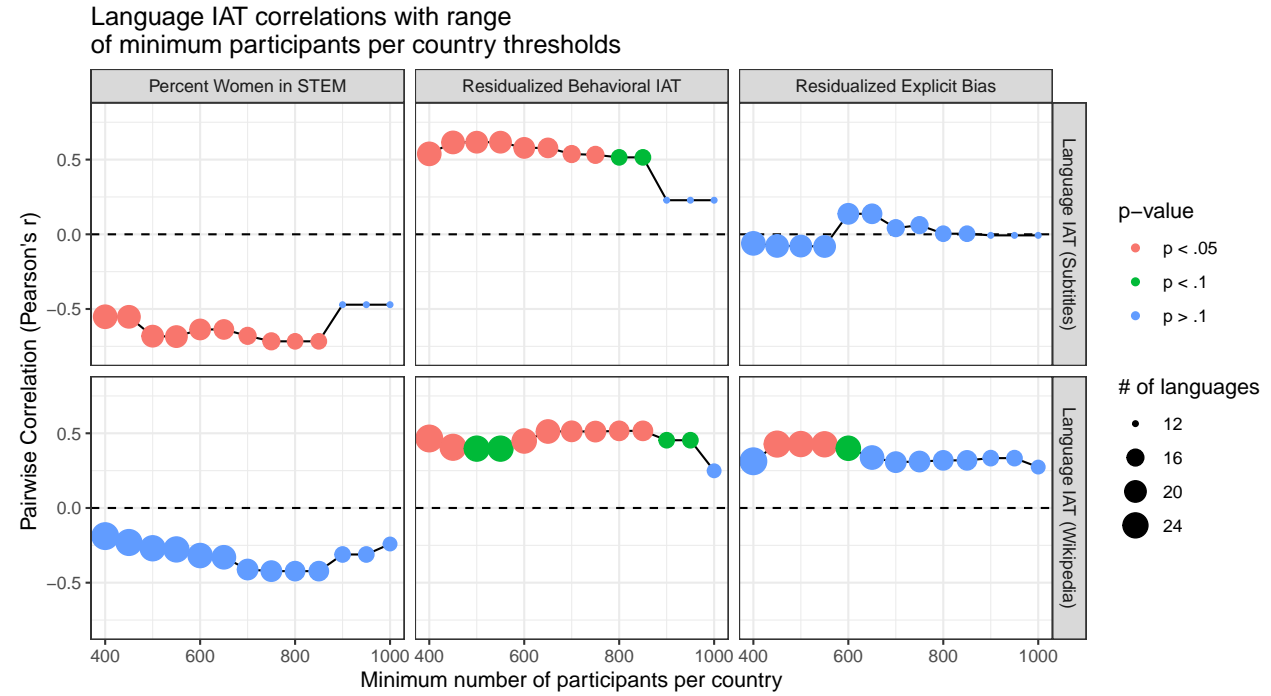 Language IAT correlations with range
of minimum participants per country thresholds
Percent Women in STEM
Residualized Behavioral IAT
Residualized Explicit Bias
Pairwise Correlation (Pearson's r)
0.5
0.0
−0.5
Language IAT (Subtitles)
0.5
0.0
−0.5
Language IAT (Wikipedia)
400
600
800
1000
400
600
800
1000
400
600
800
1000
Minimum number of participants per country
p−value
p < .05
p < .1
p > .1
# of languages
12
16
20
24